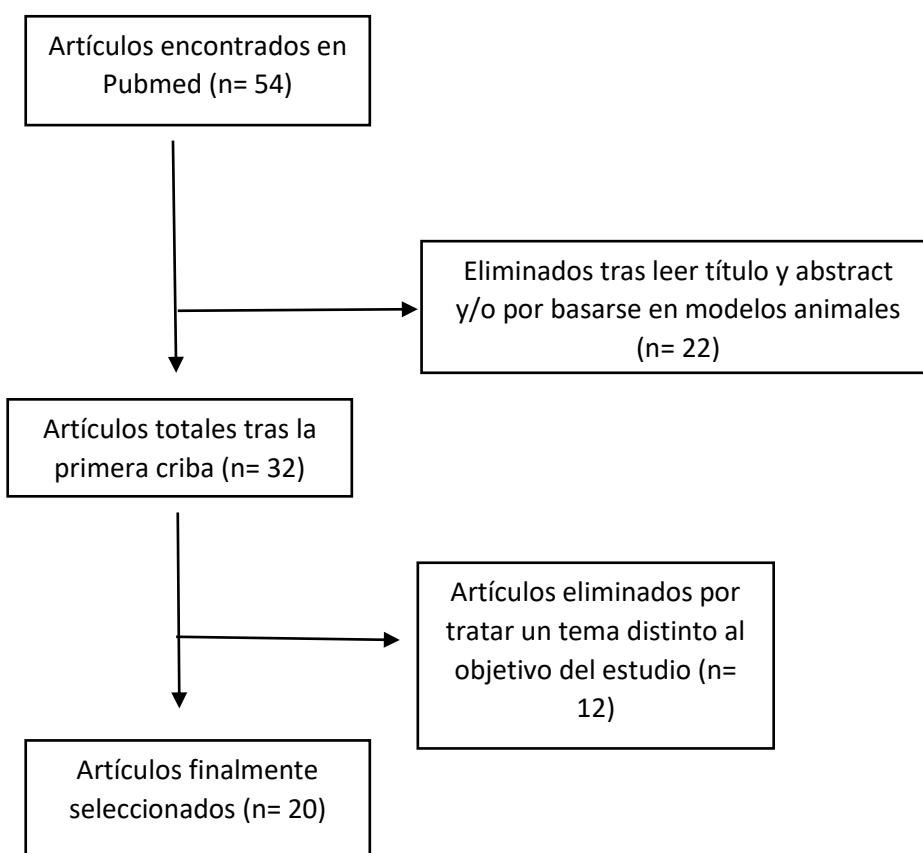 Artículos encontrados en
Pubmed (n= 54)
Eliminados tras leer título y abstract
y/o por basarse en modelos animales
(n= 22)
Artículos totales tras la
primera criba (n= 32)
Artículos eliminados por
tratar un tema distinto al
objetivo del estudio (n=
12)
Artículos finalmente
seleccionados (n= 20)